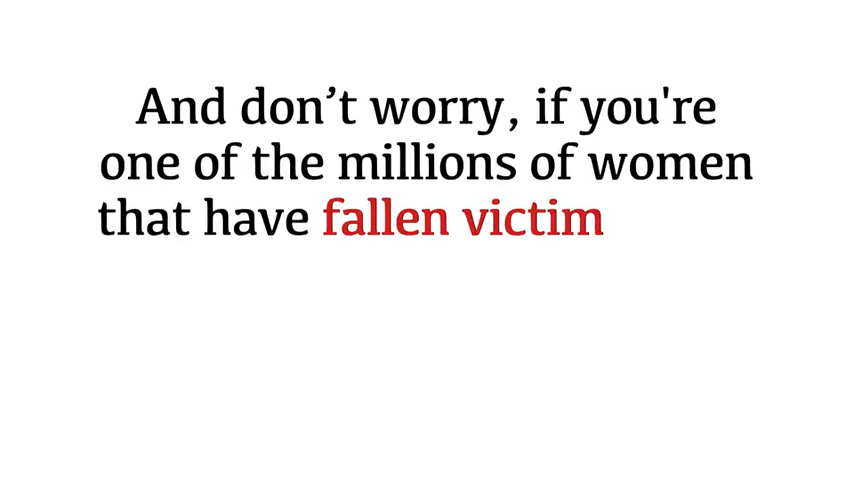 And don’t worry, if you're
one of the millions of women
that have fallen victim